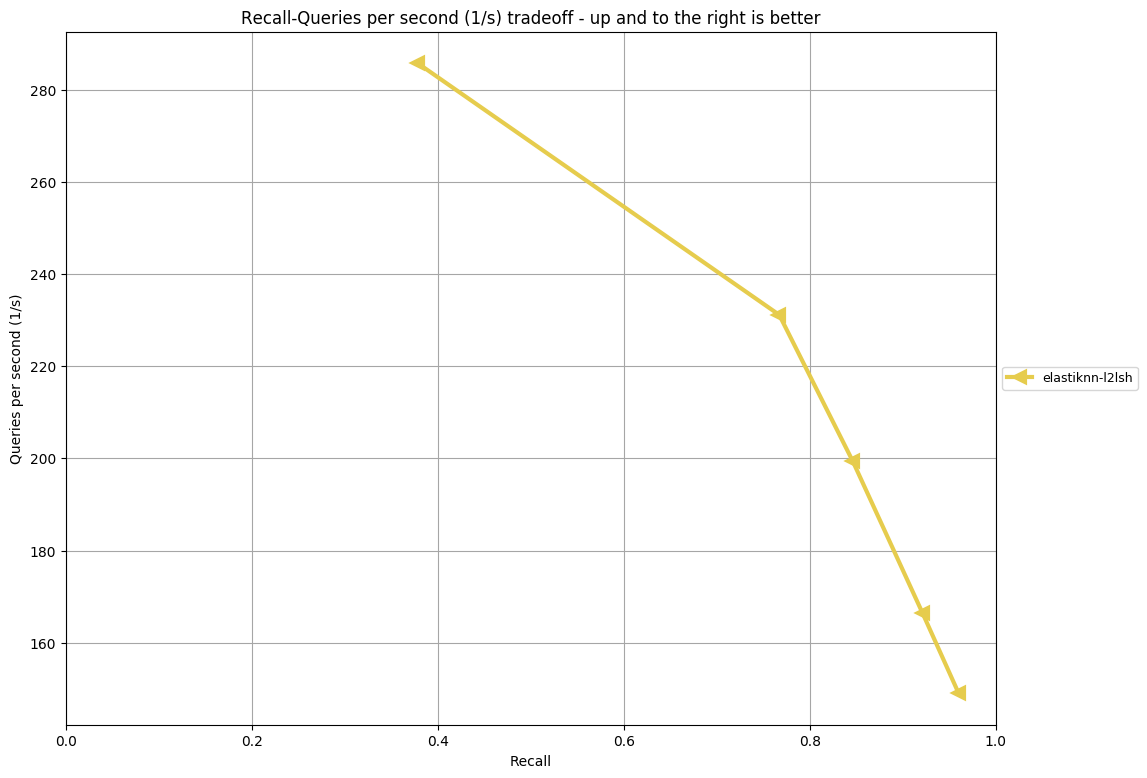 Recall-Queries per second (1/s) tradeoff - up and to the right is better
280
260
240
220
200
180
160
Queries per second (1/s)
0.0 0.2 0.4 0.6 0.8 1.0
Recall
elastiknn-l2lsh